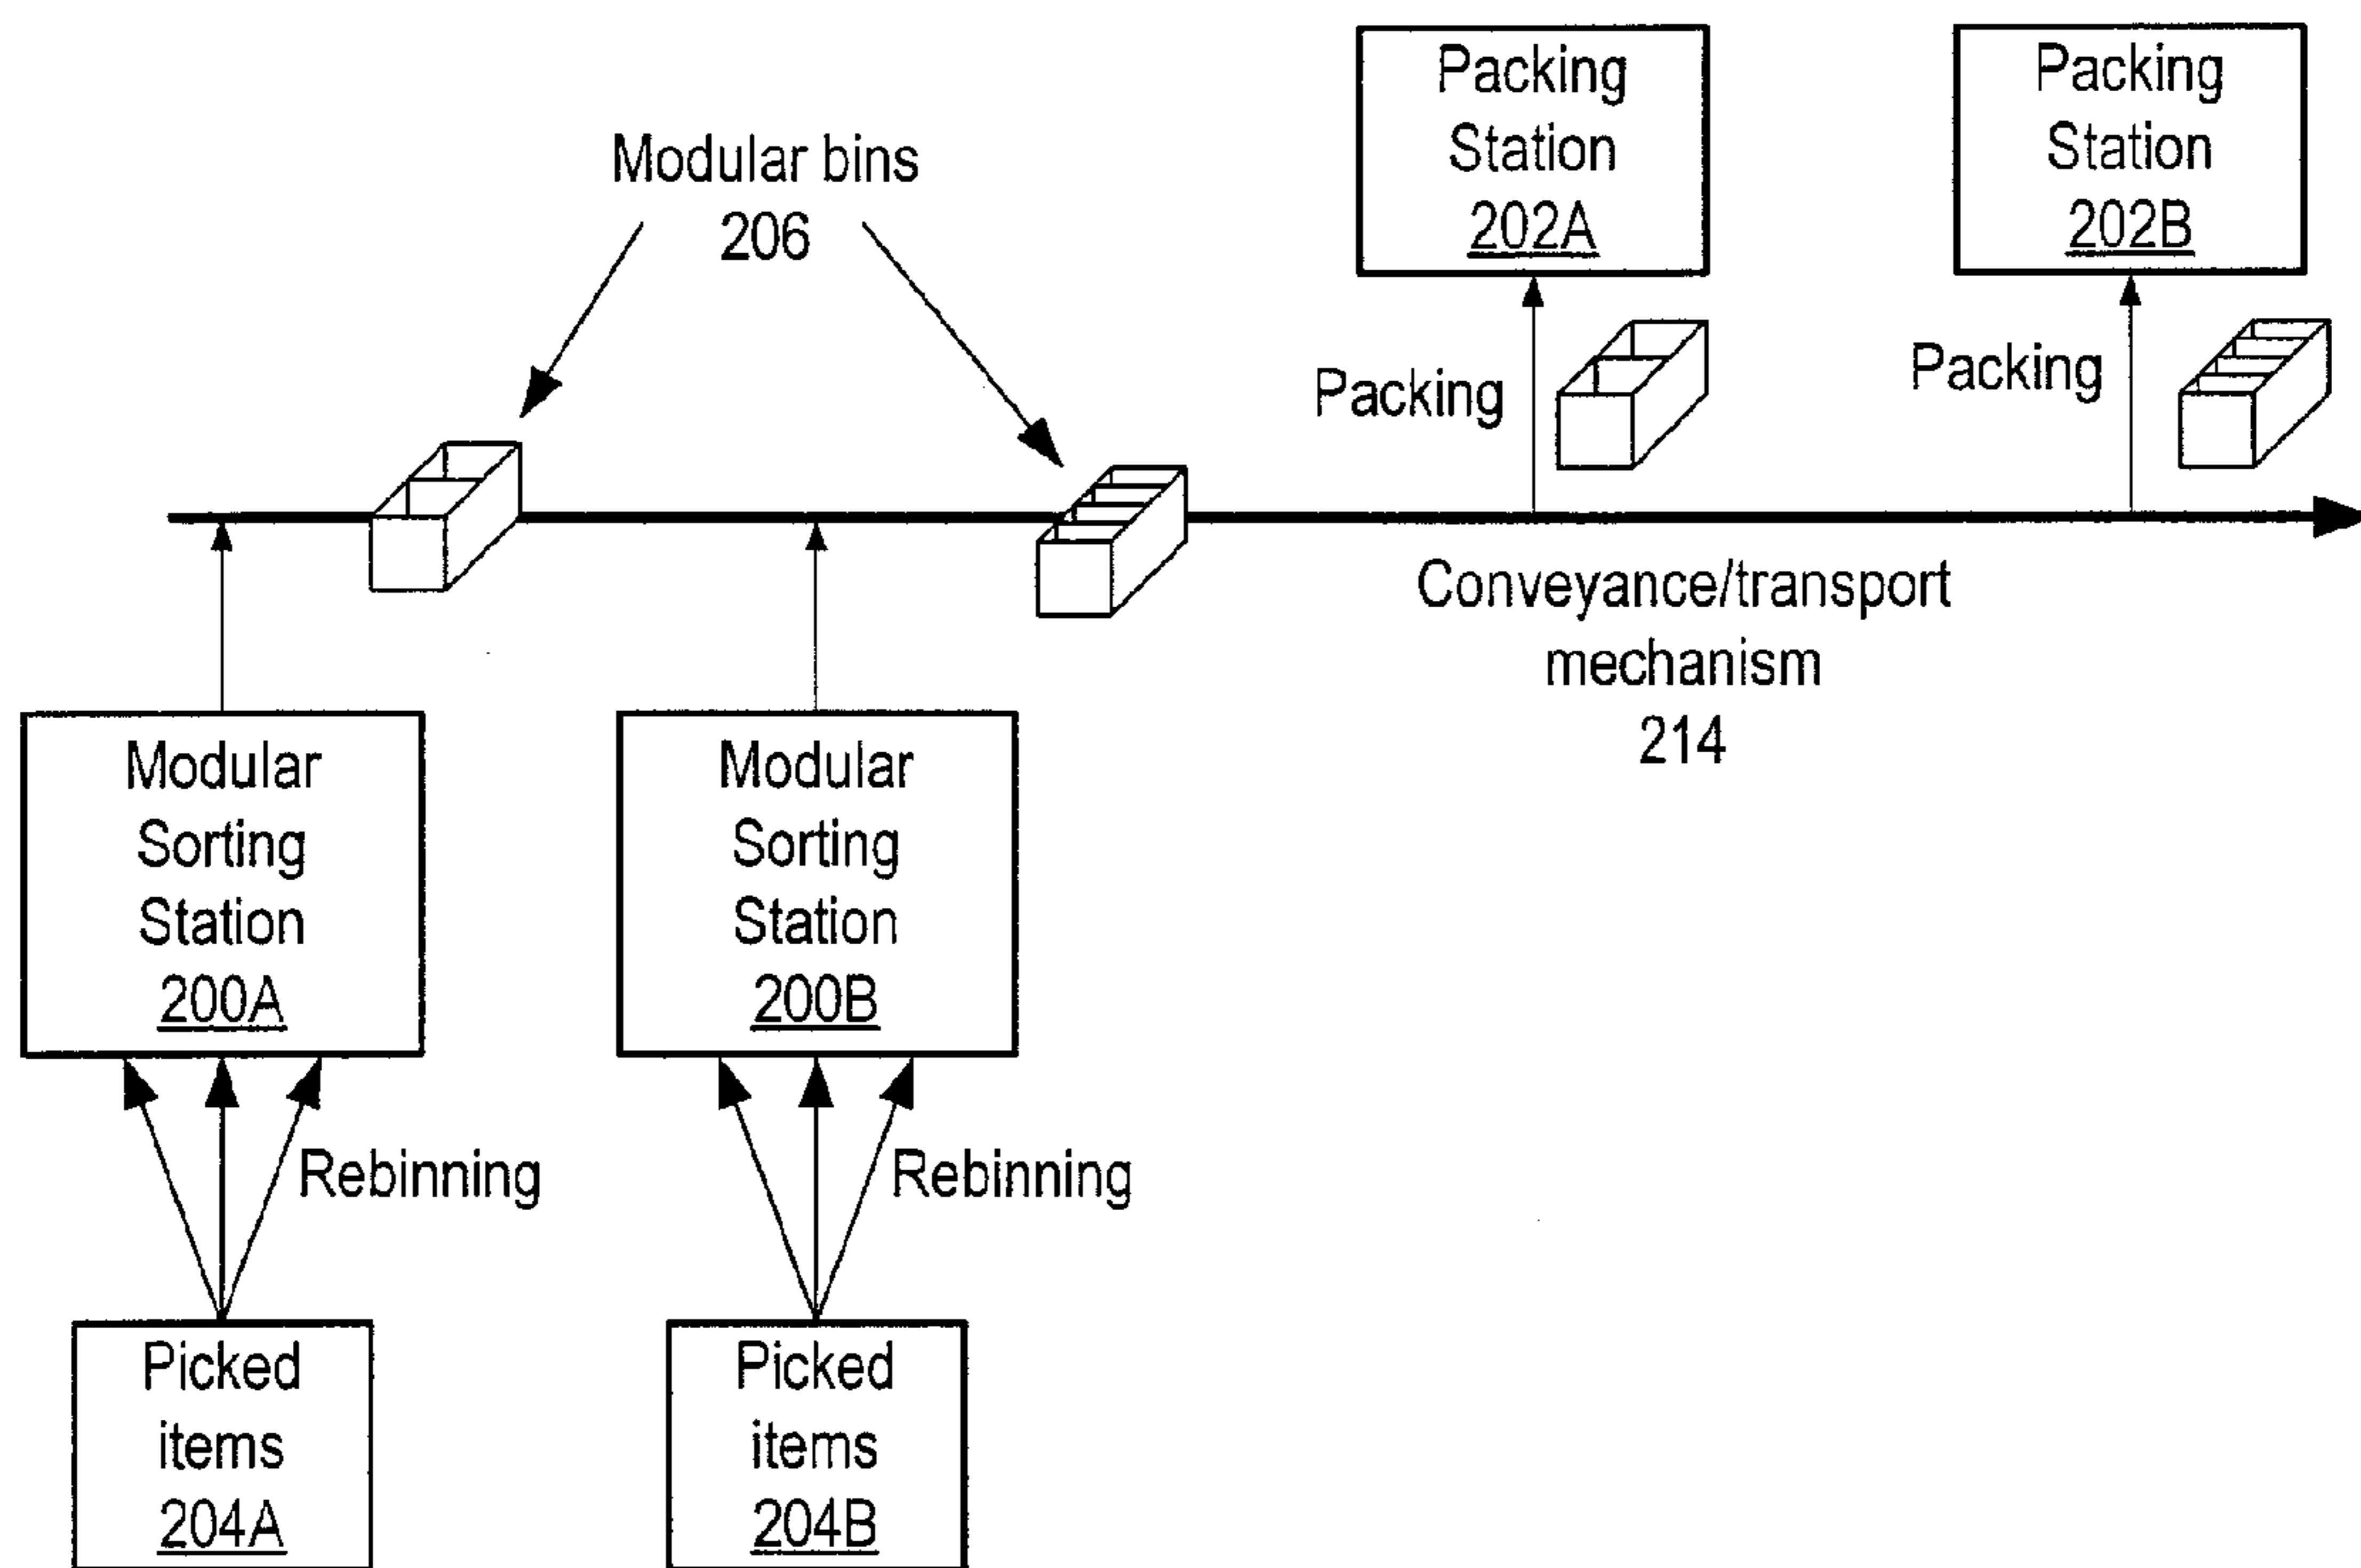 Packing
Station
202A
Packing
Station
202B
Modular bins
206
Packing
Packing
Conveyance/transport
mechanism
214
Modular
Sorting
Station
200A
Modular
Sorting
Station
200B
Rebinning
Rebinning
Picked
items
204A
Picked
items
204B